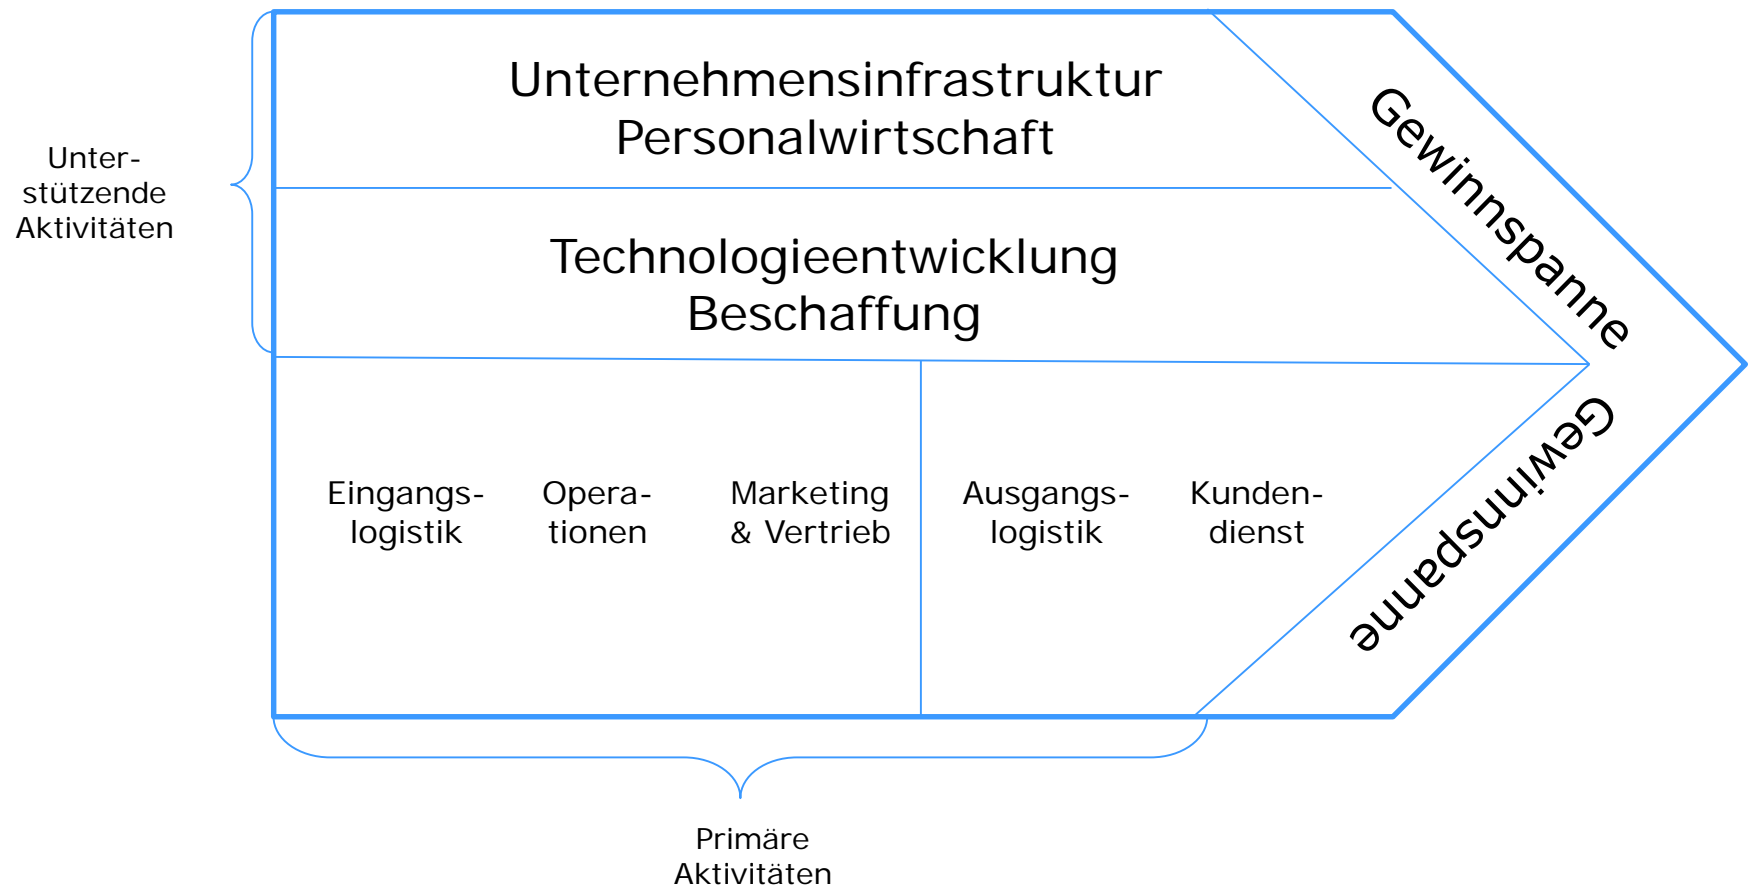 Unternehmensinfrastruktur
Personalwirtschaft
Unter-
stützende
Aktivitäten
Technologieentwicklung
Beschaffung
Gewinnspanne
Eingangs-
logistik
Opera-
tionen
Marketing
& Vertrieb
Ausgangs-
logistik
Kunden-
dienst
Gewinnspanne
Primäre
Aktivitäten